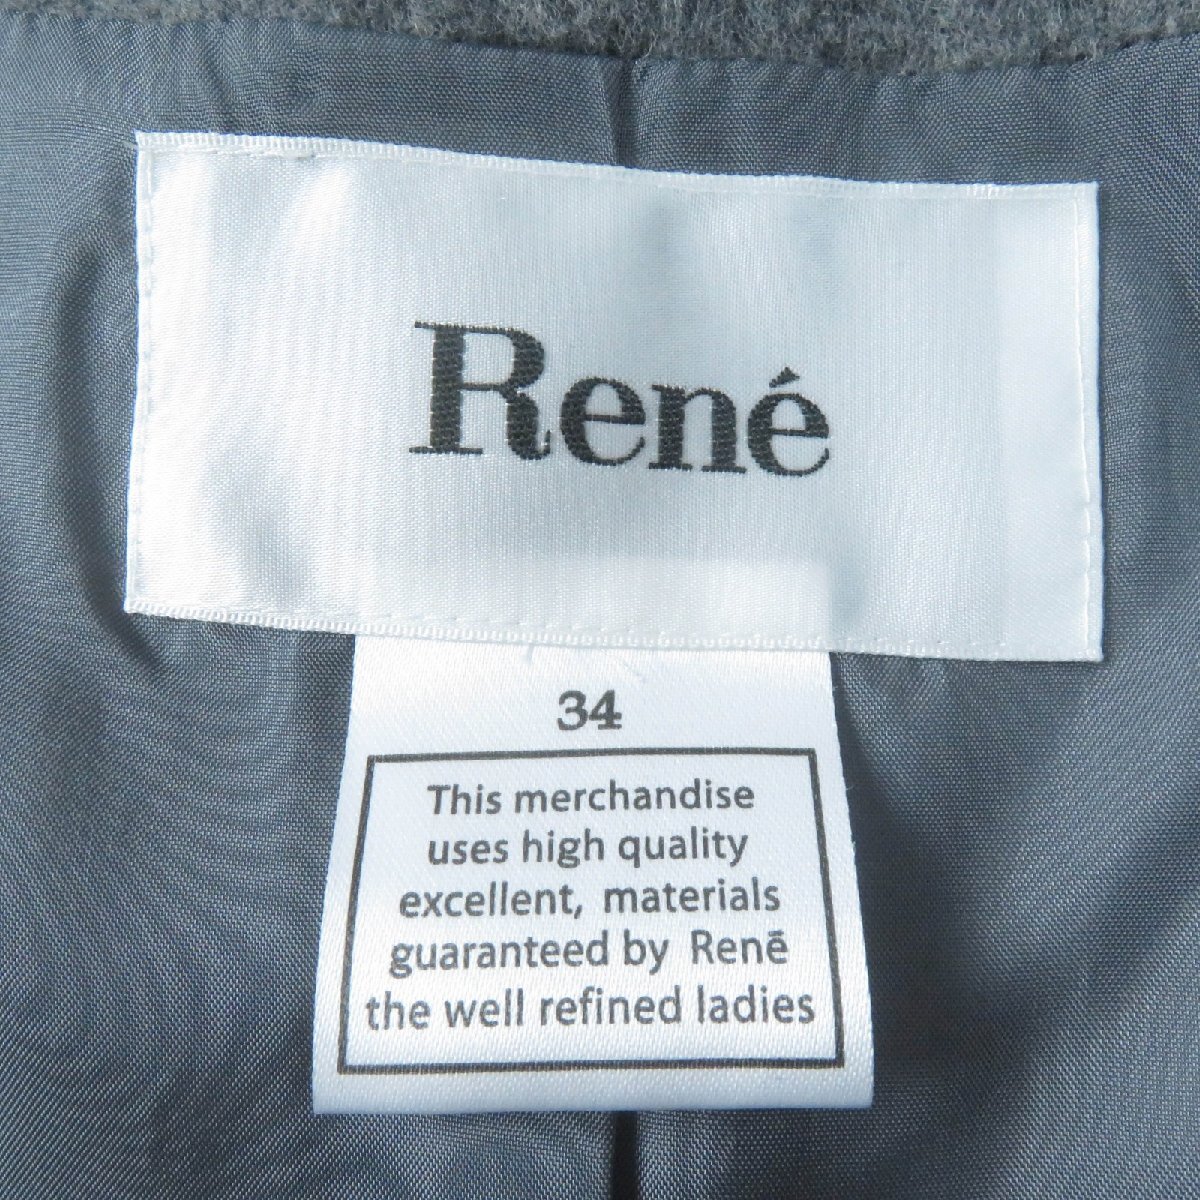 René
34
This merchandise
uses high quality
excellent, materials
guaranteed by Renē
the well refined ladies